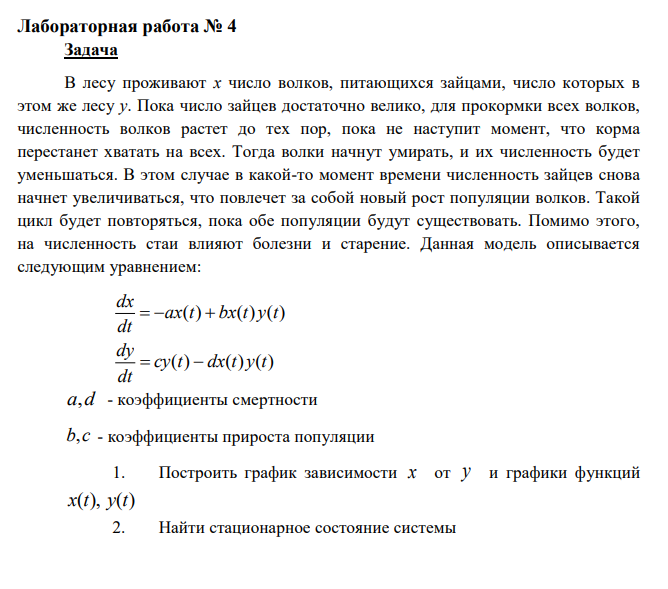 Лабораторная работа № 4
Задача
В лесу проживают x число волков, питающихся зайцами, число которых в
этом же лесу y. Пока число зайцев достаточно велико, для прокормки всех волков,
численность волков растет до тех пор, пока не наступит момент, что корма
перестанет хватать на всех. Тогда волки начнут умирать, и их численность будет
уменьшаться. В этом случае в какой-то момент времени численность зайцев снова
начнет увеличиваться, что повлечет за собой новый рост популяции волков. Такой
цикл будет повторяться, пока обе популяции будут существовать. Помимо этого,
на численность стаи влияют болезни и старение. Данная модель описывается
следующим уравнением:
dx/dt = −ax(t) + bx(t)y(t)
dy/dt = cy(t) − dx(t)y(t)
a,d - коэффициенты смертности
b,c - коэффициенты прироста популяции
1. Построить график зависимости x от y и графики функций
x(t), y(t)
2. Найти стационарное состояние системы